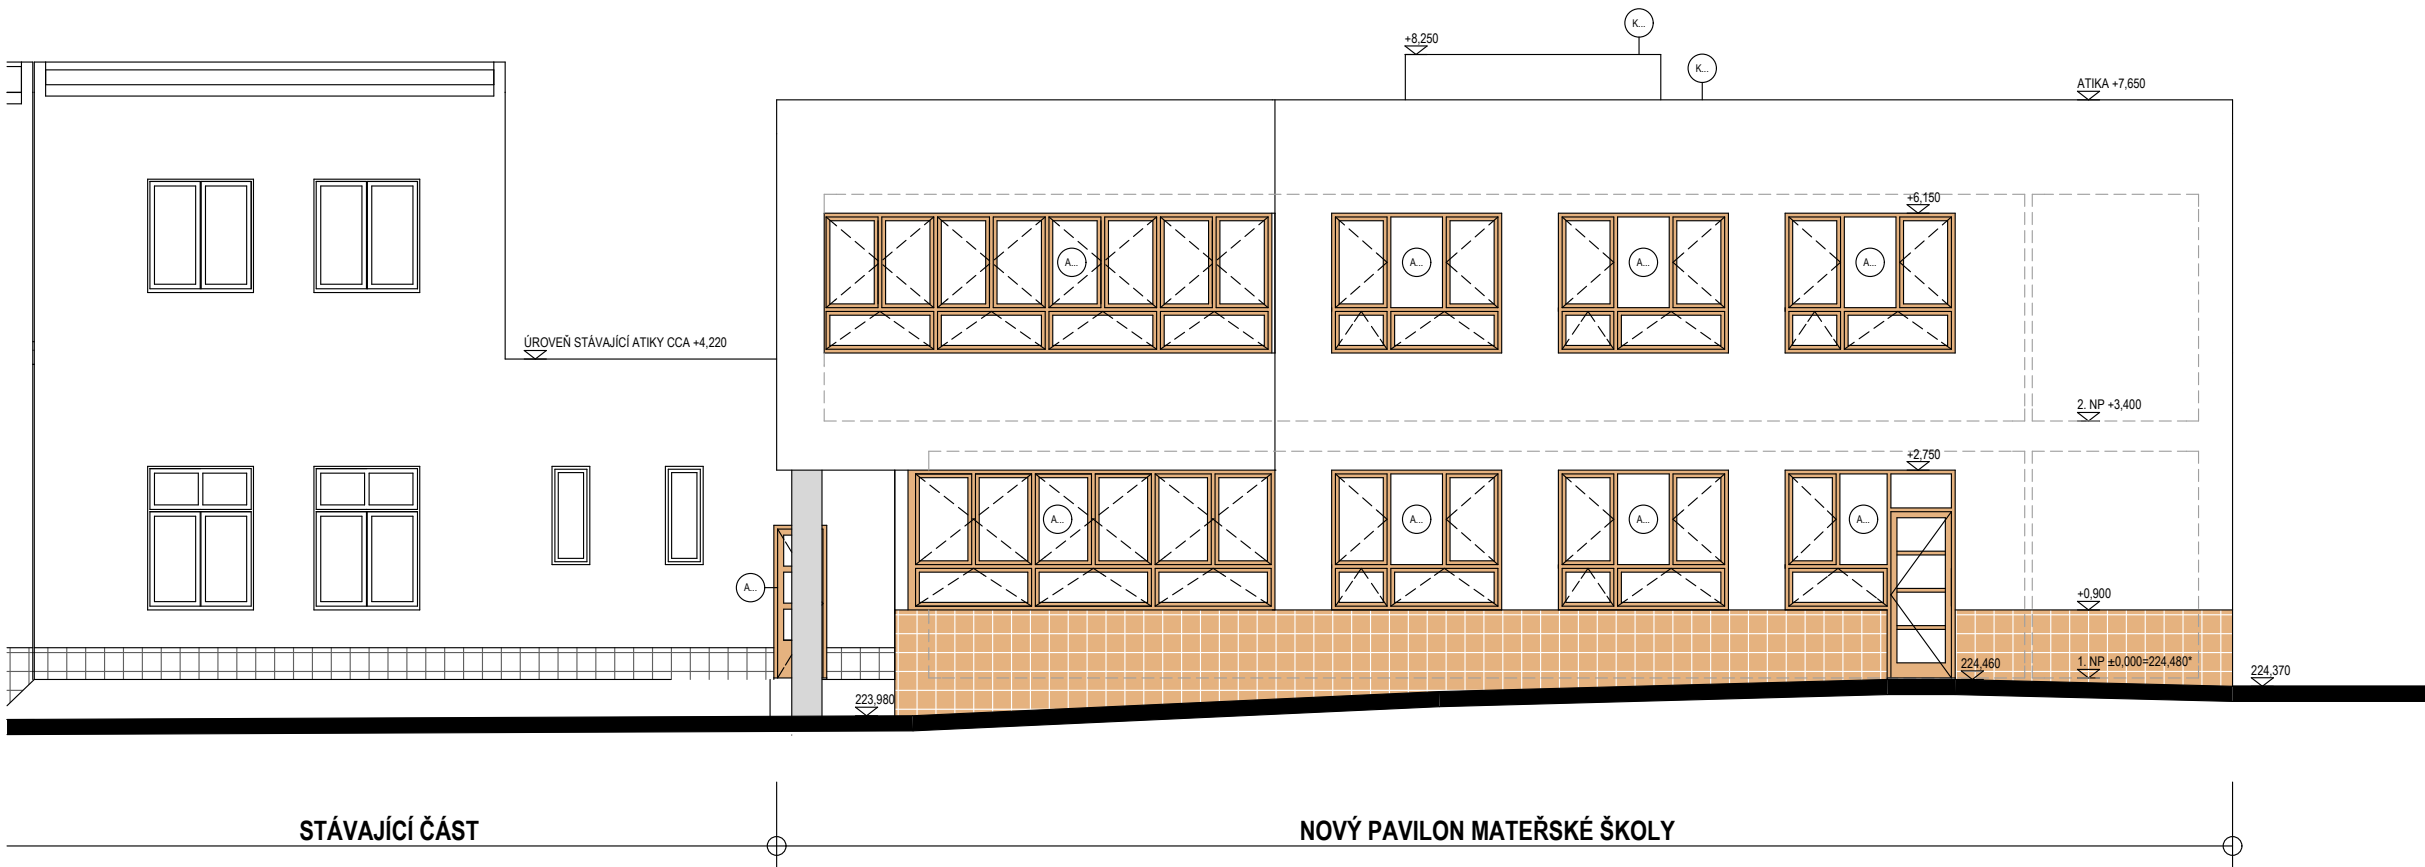 K...
+8,250
K...
ATIKA +7,650
+6,150
A...
A...
A...
A...
ÚROVEŇ STÁVAJÍCÍ ATIKY CCA +4,220
2. NP +3,400
+2,750
A...
A...
A...
A...
A...
+0,900
224,460
1. NP ±0,000=224,480*
224,370
223,980
STÁVAJÍCÍ ČÁST
NOVÝ PAVILON MATEŘSKÉ ŠKOLY